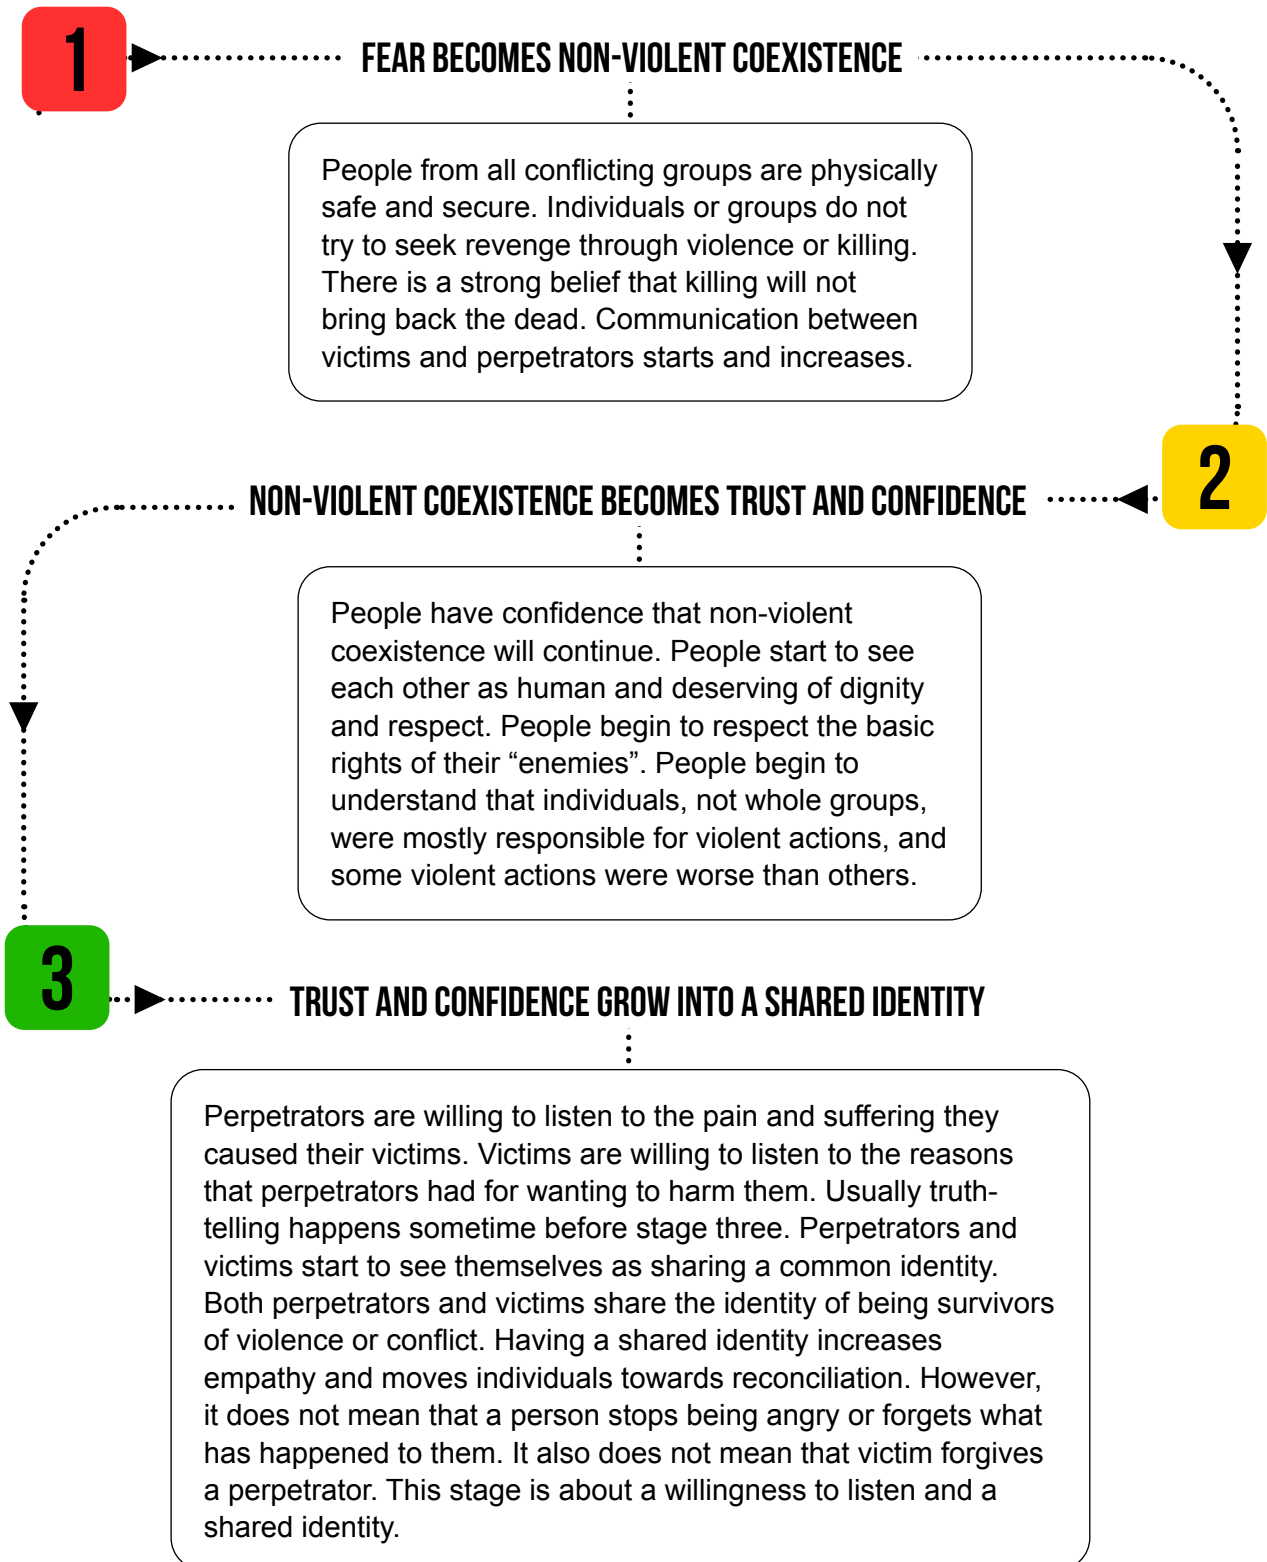 1
FEAR BECOMES NON-VIOLENT COEXISTENCE
People from all conflicting groups are physically
safe and secure. Individuals or groups do not
try to seek revenge through violence or killing.
There is a strong belief that killing will not
bring back the dead. Communication between
victims and perpetrators starts and increases.
2
NON-VIOLENT COEXISTENCE BECOMES TRUST AND CONFIDENCE
People have confidence that non-violent
coexistence will continue. People start to see
each other as human and deserving of dignity
and respect. People begin to respect the basic
rights of their “enemies”. People begin to
understand that individuals, not whole groups,
were mostly responsible for violent actions, and
some violent actions were worse than others.
3
TRUST AND CONFIDENCE GROW INTO A SHARED IDENTITY
Perpetrators are willing to listen to the pain and suffering they
caused their victims. Victims are willing to listen to the reasons
that perpetrators had for wanting to harm them. Usually truth-
telling happens sometime before stage three. Perpetrators and
victims start to see themselves as sharing a common identity.
Both perpetrators and victims share the identity of being survivors
of violence or conflict. Having a shared identity increases
empathy and moves individuals towards reconciliation. However,
it does not mean that a person stops being angry or forgets what
has happened to them. It also does not mean that victim forgives
a perpetrator. This stage is about a willingness to listen and a
shared identity.